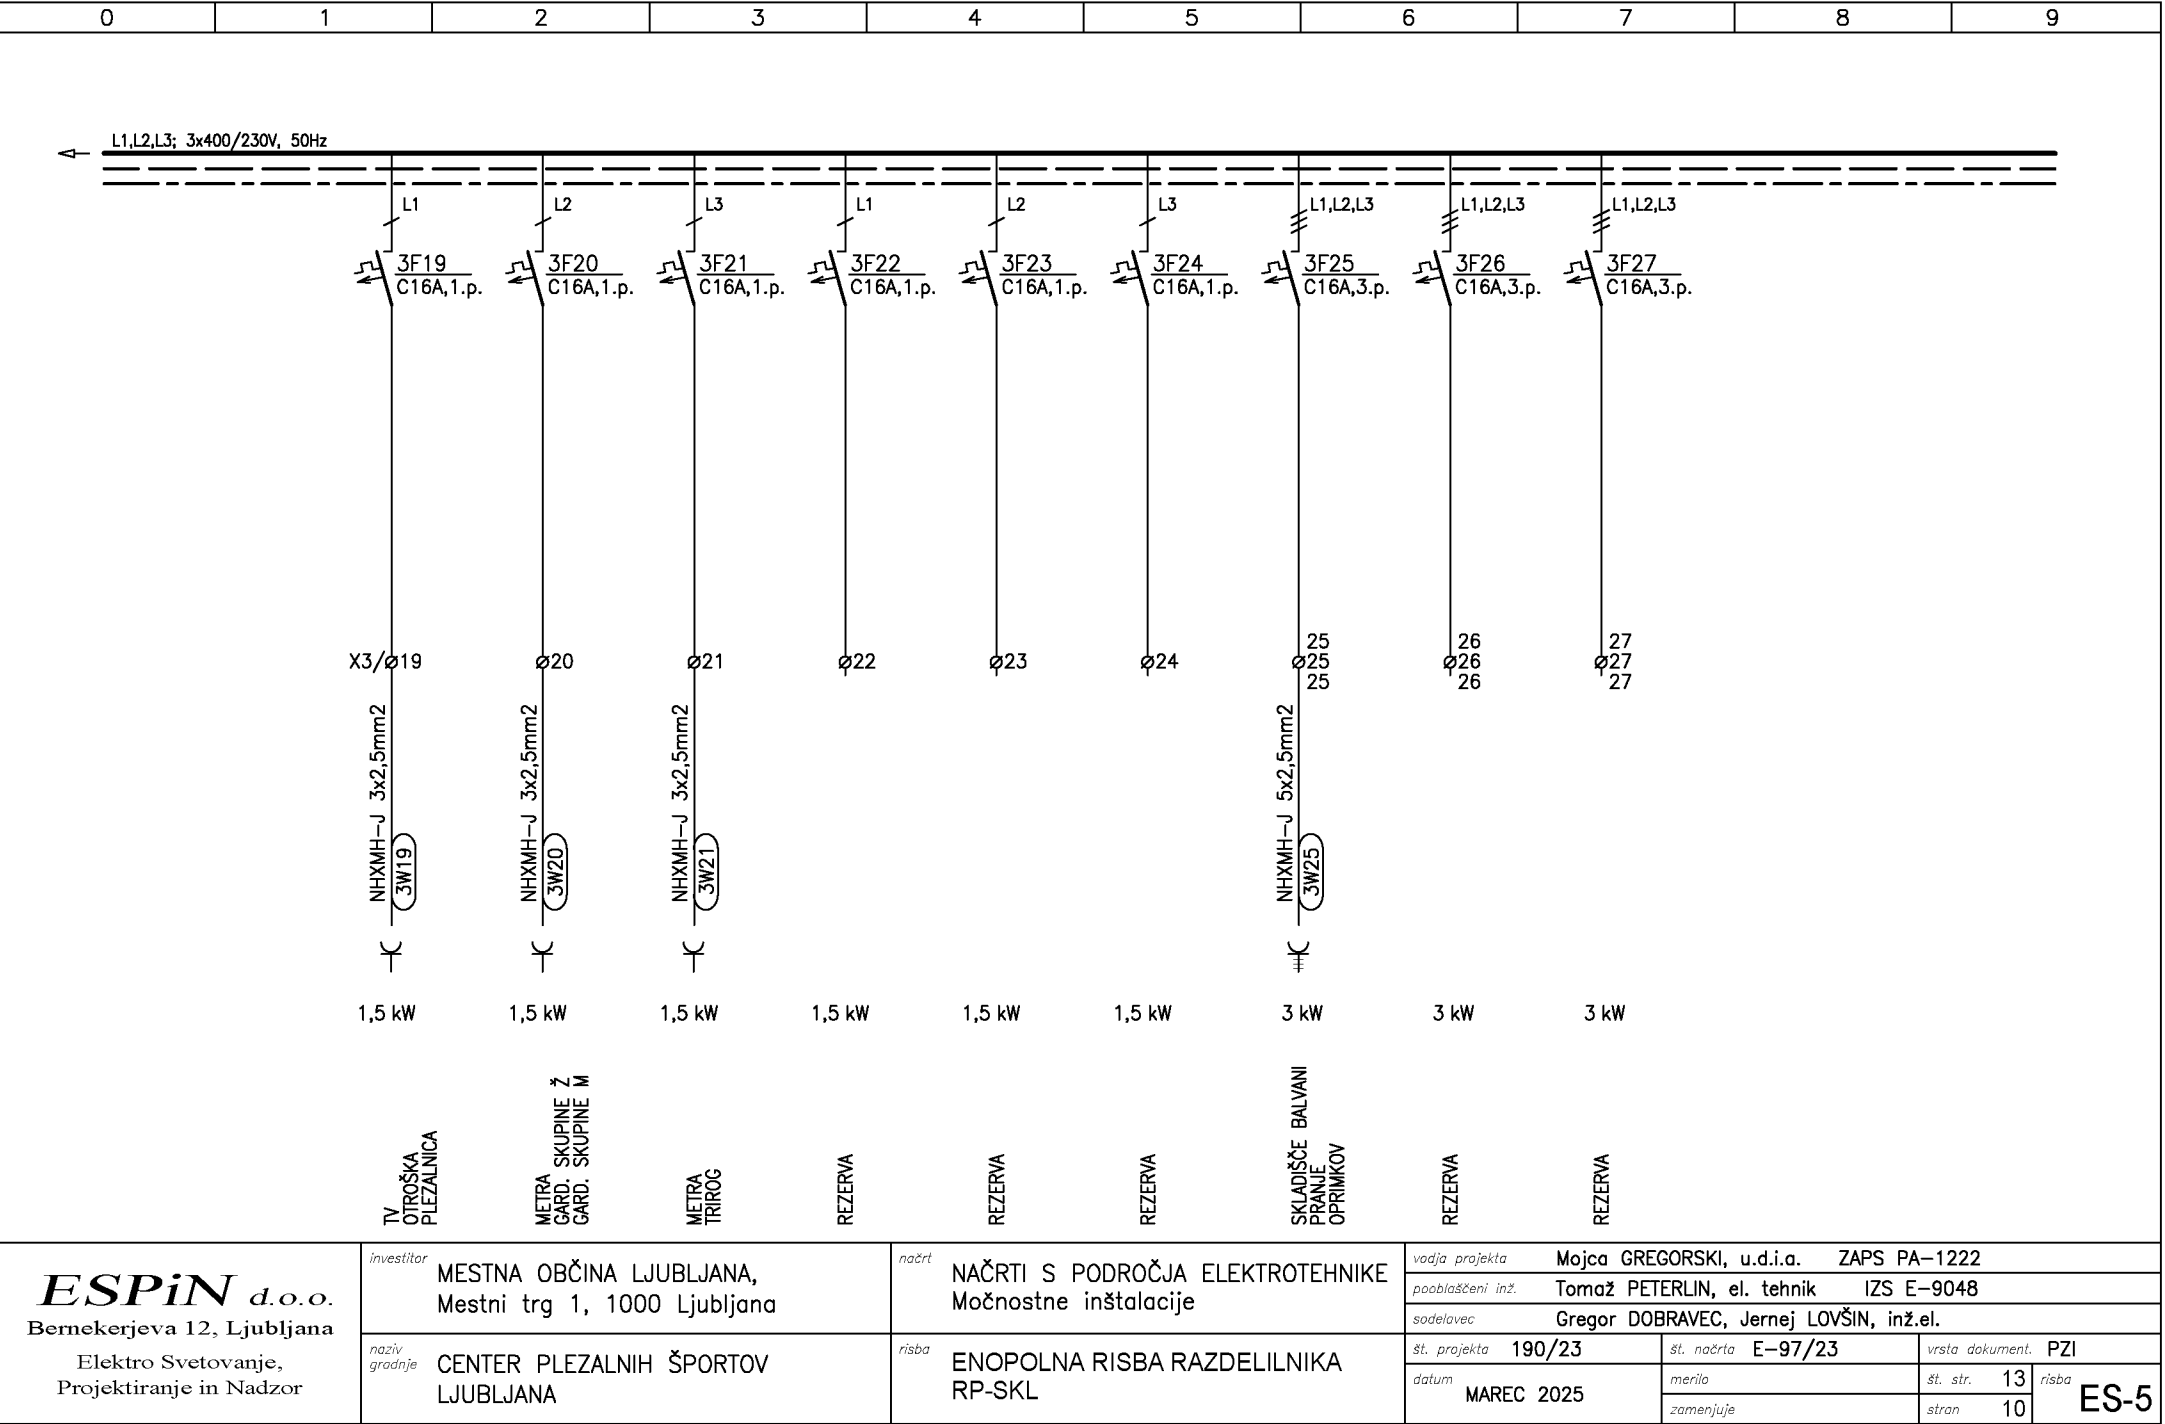 0 1 2 3 4 5 6 7 8 9
L1,L2,L3; 3x400/230V, 50Hz
L1 L2 L3 L1 L2 L3 L1,L2,L3 L1,L2,L3 L1,L2,L3
3F19 3F20 3F21 3F22 3F23 3F24 3F25 3F26 3F27
C16A,1.p. C16A,1.p. C16A,1.p. C16A,1.p. C16A,1.p. C16A,1.p. C16A,3.p. C16A,3.p. C16A,3.p.
25 26 27
X3/19 20 21 22 23 24 25 26 27
25 26 27
NHXMH-J 3x2,5mm2
3W19
NHXMH-J 3x2,5mm2
3W20
NHXMH-J 3x2,5mm2
3W21
NHXMH-J 5x2,5mm2
3W25
1,5 kW 1,5 kW 1,5 kW 1,5 kW 1,5 kW 1,5 kW 3 kW 3 kW 3 kW
TV
OTROŠKA
PLEZALNICA
METRA
GARD. SKUPINE Ž
GARD. SKUPINE M
METRA
TRIROG
REZERVA
REZERVA
REZERVA
SKLADIŠČE BALVANI
PRANJE
OPRIMKOV
REZERVA
REZERVA
ESPiN d.o.o.
Bernekerjeva 12, Ljubljana
Elektro Svetovanje,
Projektiranje in Nadzor
investitor
MESTNA OBČINA LJUBLJANA,
Mestni trg 1, 1000 Ljubljana
naziv
gradnje
CENTER PLEZALNIH ŠPORTOV
LJUBLJANA
načrt
NAČRTI S PODROČJA ELEKTROTEHNIKE
Močnostne inštalacije
risba
ENOPOLNA RISBA RAZDELILNIKA
RP-SKL
vodja projekta Mojca GREGORSKI, u.d.i.a. ZAPS PA-1222
pooblaščeni inž. Tomaž PETERLIN, el. tehnik IZS E-9048
sodelavec Gregor DOBRAVEC, Jernej LOVŠIN, inž.el.
št. projekta 190/23 št. načrta E-97/23 vrsta dokument. PZI
datum MAREC 2025
merilo
zamenjuje
št. str. 13
stran 10
risba ES-5